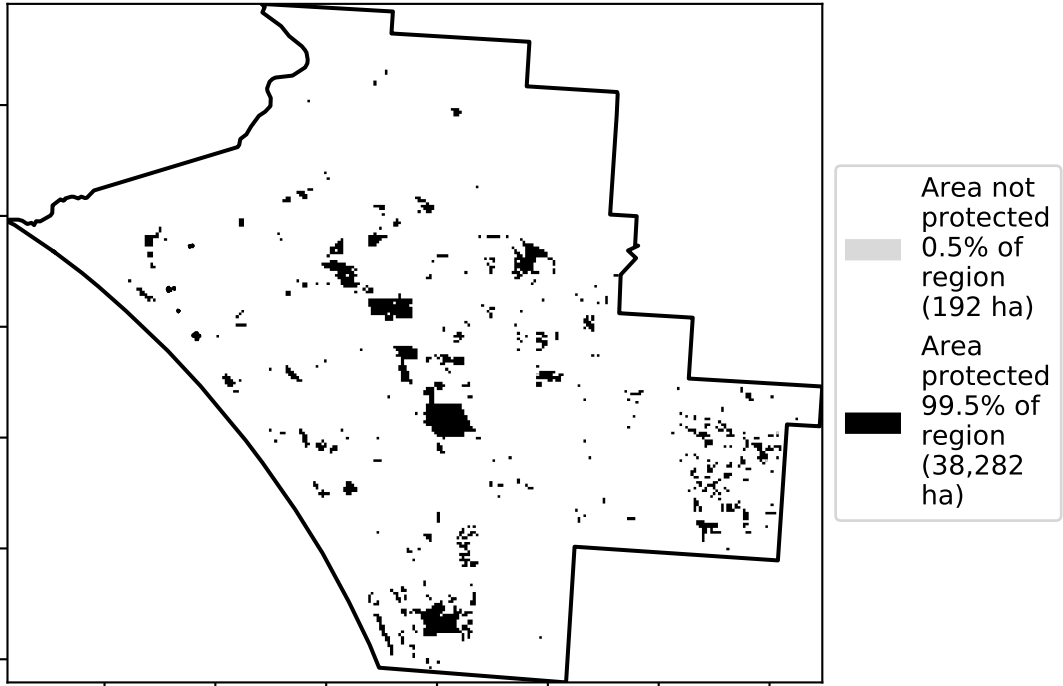 Area not
protected
0.5% of
region
(192 ha)
Area
protected
99.5% of
region
(38,282
ha)